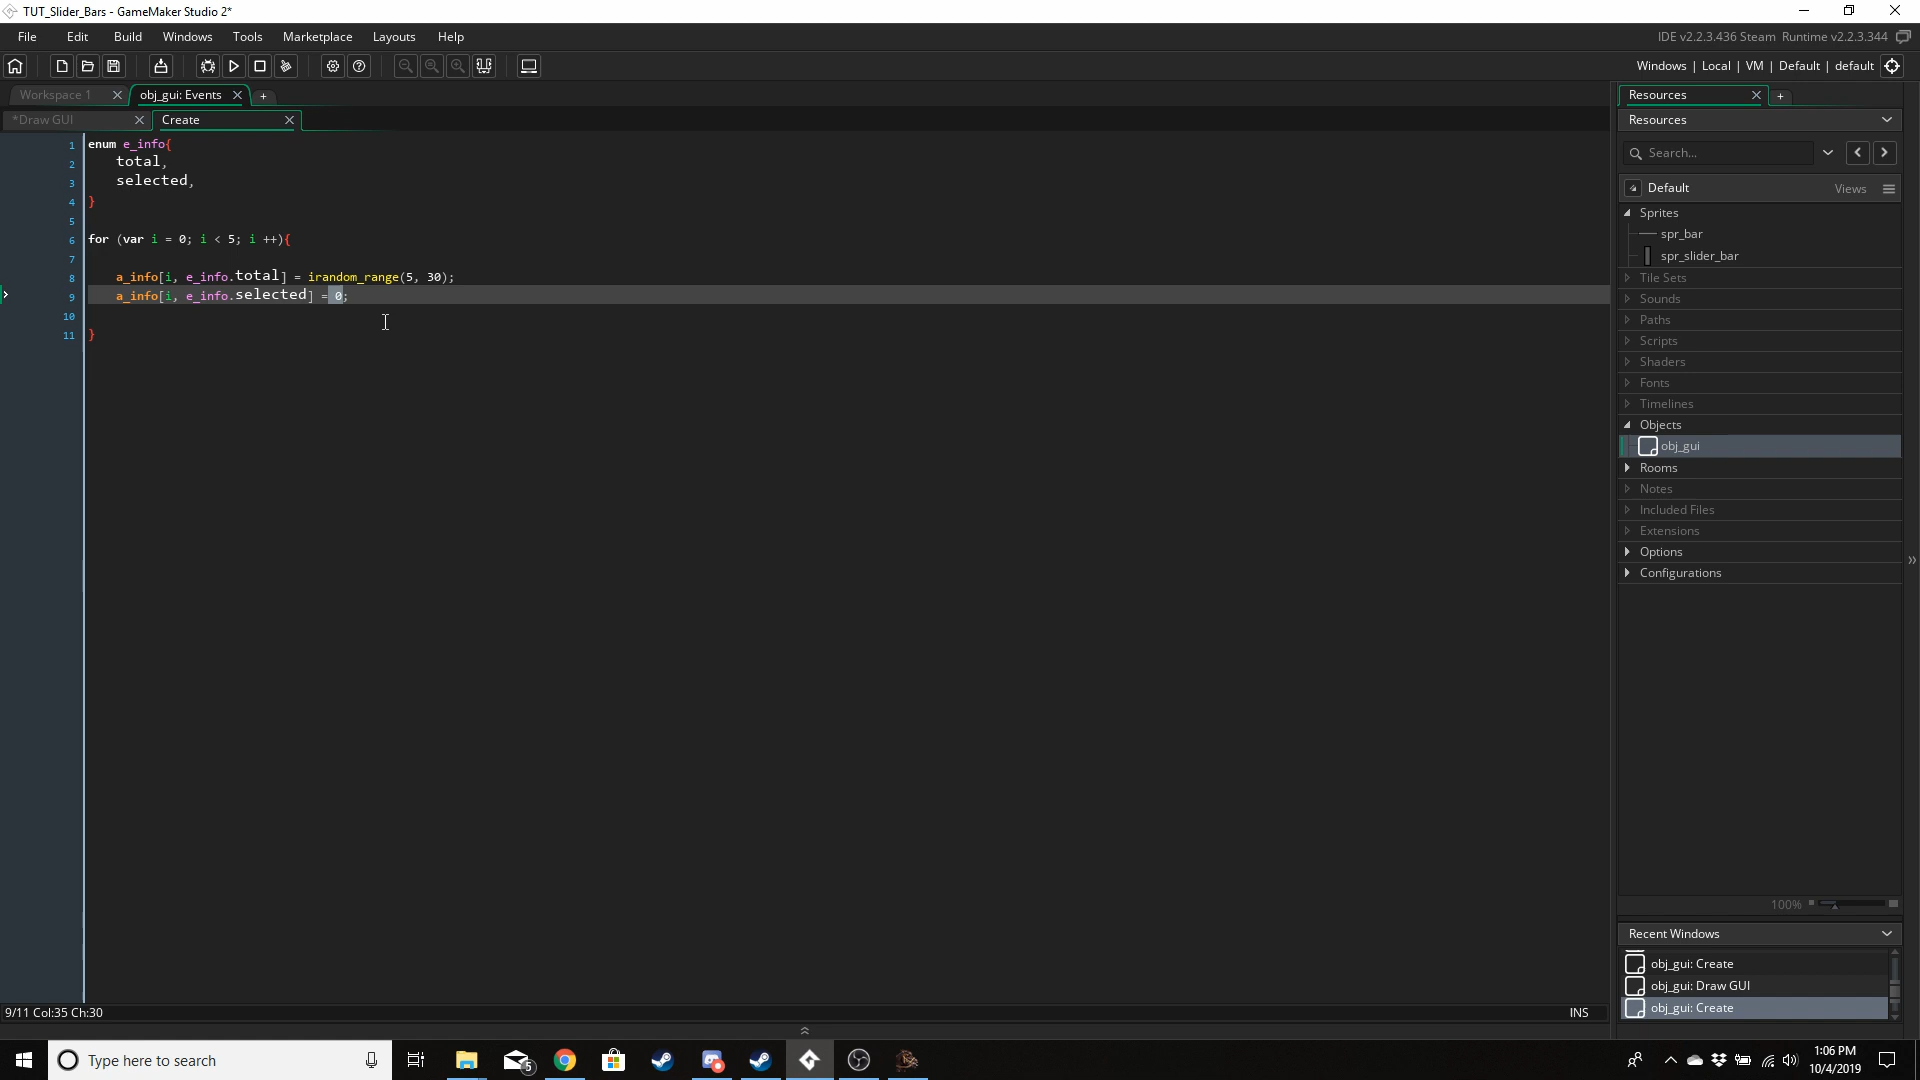 TUT_Slider_Bars - GameMaker Studio 2*
File Edit Build Windows Tools Marketplace Layouts Help
IDE v2.2.3.436 Steam Runtime v2.2.3.344
Windows | Local | VM | Default | default
Workspace 1
obj_gui: Events
*Draw GUI
Create
1 enum e_info{
2 total,
3 selected,
4 }
5
6 for (var i = 0; i < 5; i ++){
7
8 a_info[i, e_info.total] = irandom_range(5, 30);
9 a_info[i, e_info.selected] = 0;
10
11 }
9/11 Col:35 Ch:30
INS
Resources
Resources
Search...
Default Views
Sprites
spr_bar
spr_slider_bar
Tile Sets
Sounds
Paths
Scripts
Shaders
Fonts
Timelines
Objects
obj_gui
Rooms
Notes
Included Files
Extensions
Options
Configurations
100%
Recent Windows
obj_gui: Create
obj_gui: Draw GUI
obj_gui: Create
Type here to search
5
1:06 PM
10/4/2019